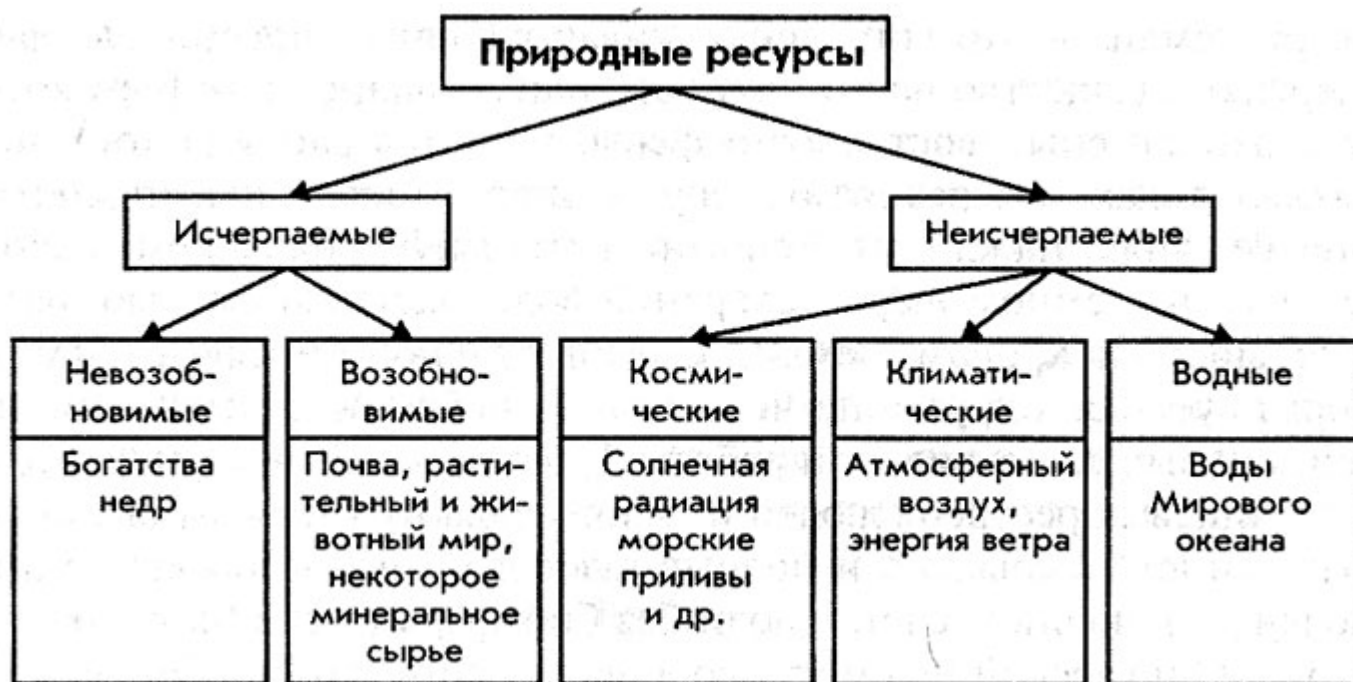 Природные ресурсы
Исчерпаемые
Неисчерпаемые
Невозоб-
новимые
Богатства
недр
Возобно-
вимые
Почва, расти-
тельный и жи-
вотный мир,
некоторое
минеральное
сырье
Косми-
ческие
Солнечная
радиация
морские
приливы
и др.
Климати-
ческие
Атмосферный
воздух,
энергия ветра
Водные
Воды
Мирового
океана